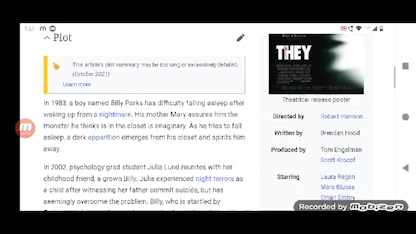 Plot
This article's plot summary may be too long or excessively detailed.
(October 2021)
Learn more
In 1983, a boy named Billy Parks has difficulty falling asleep after
waking up from a nightmare. His mother Mary assures him the
monster he thinks is in the closet is imaginary. As he tries to fall
asleep, a dark apparition emerges from his closet and spirits him
away.
In 2002, psychology grad student Julia Lund reunites with her
childhood friend, a grown Billy. Julia experienced night terrors as
a child after witnessing her father commit suicide, but has
seemingly overcome the problem. Billy, who is startled by
THEY
Theatrical release poster
Directed by Robert Harmon
Written by Brendan Hood
Produced by Tom Engelman
Scott Kroopf
Starring Laura Regan
Marc Blucas
Ethan Embry
Recorded by Mobizen